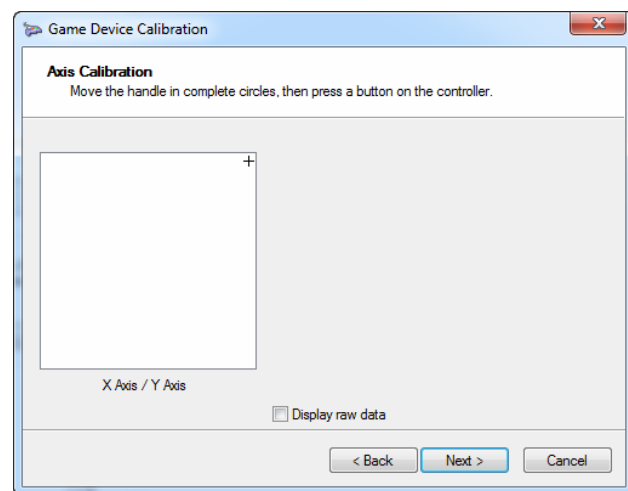 Game Device Calibration
Axis Calibration
Move the handle in complete circles, then press a button on the controller.
X Axis / Y Axis
Display raw data
< Back
Next >
Cancel